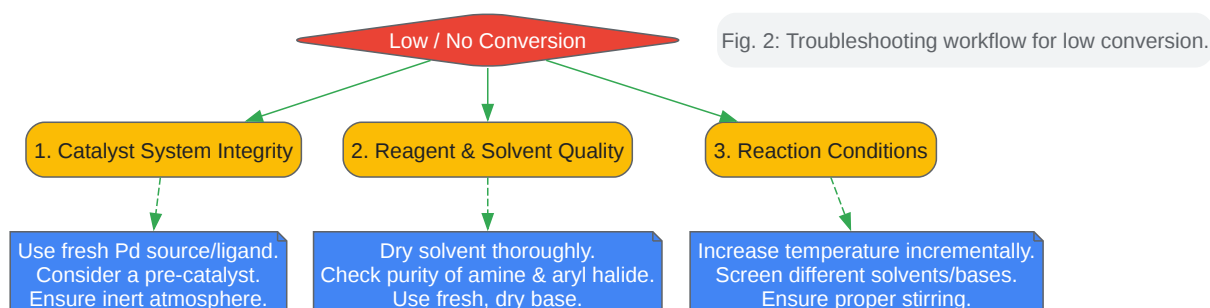 Low / No Conversion
Fig. 2: Troubleshooting workflow for low conversion.
1. Catalyst System Integrity
2. Reagent & Solvent Quality
3. Reaction Conditions
Use fresh Pd source/ligand.
Consider a pre-catalyst.
Ensure inert atmosphere.
Dry solvent thoroughly.
Check purity of amine & aryl halide.
Use fresh, dry base.
Increase temperature incrementally.
Screen different solvents/bases.
Ensure proper stirring.